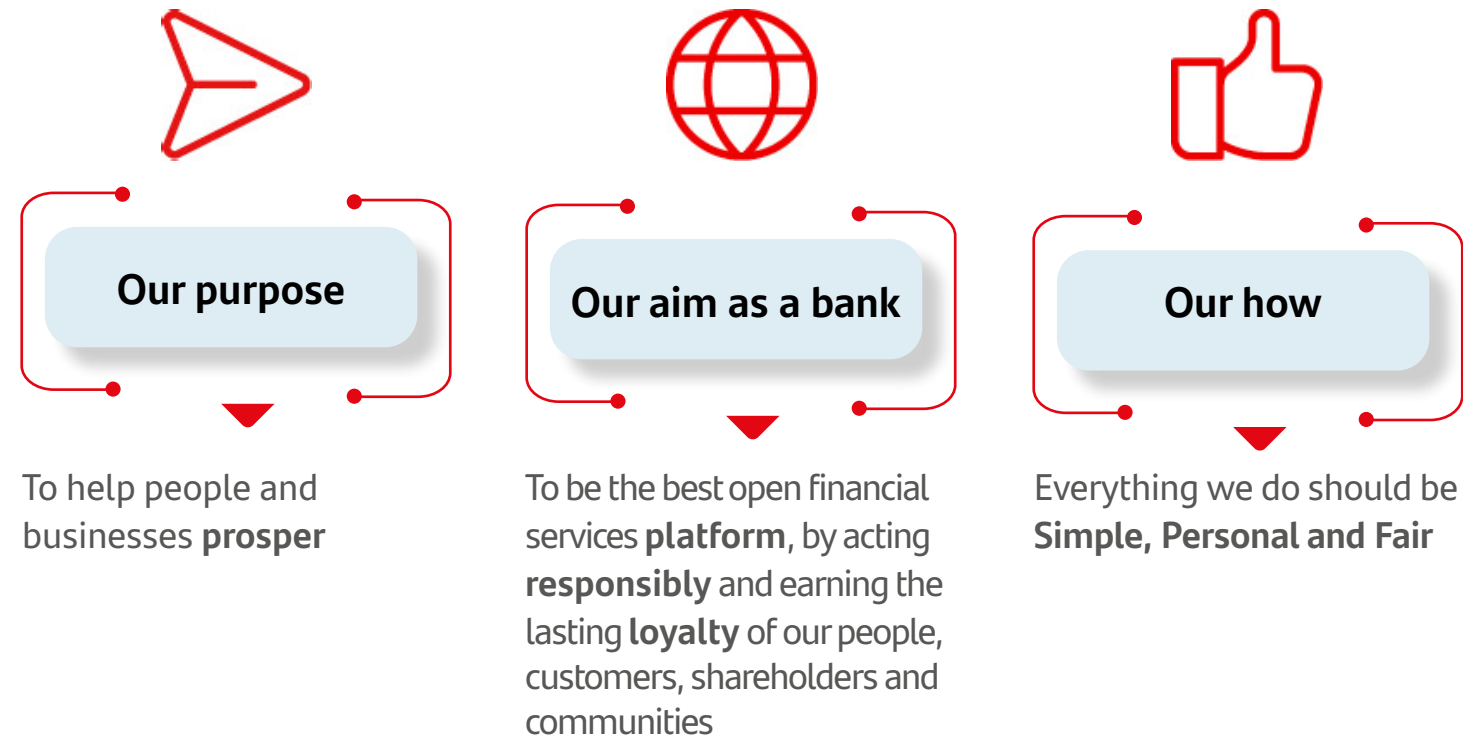 Our purpose
To help people and
businesses prosper
Our aim as a bank
To be the best open financial
services platform, by acting
responsibly and earning the
lasting loyalty of our people,
customers, shareholders and
communities
Our how
Everything we do should be
Simple, Personal and Fair